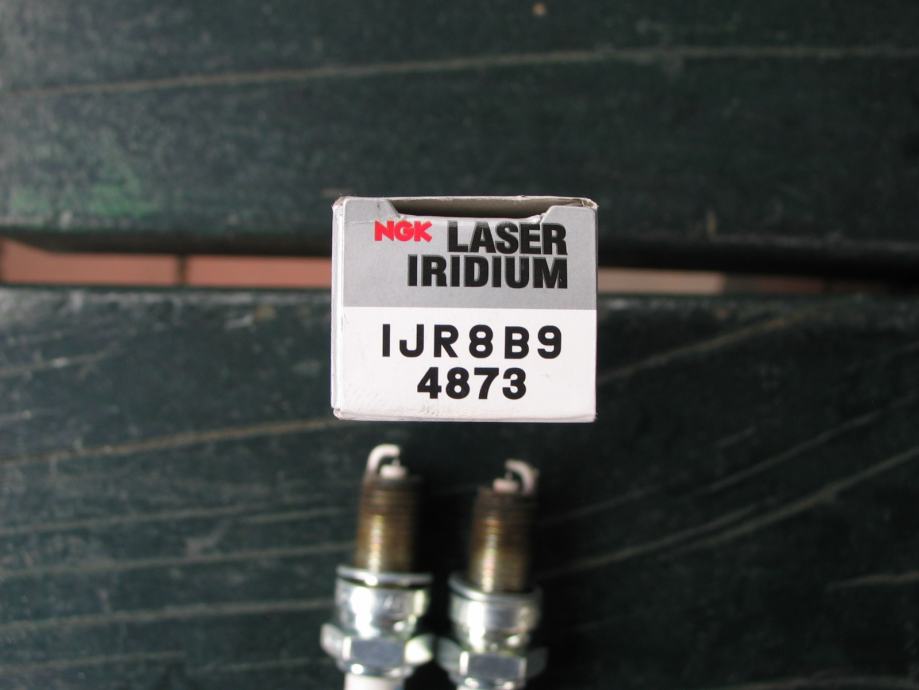 NGK LASER
IRIDIUM
IJR8B9
4873